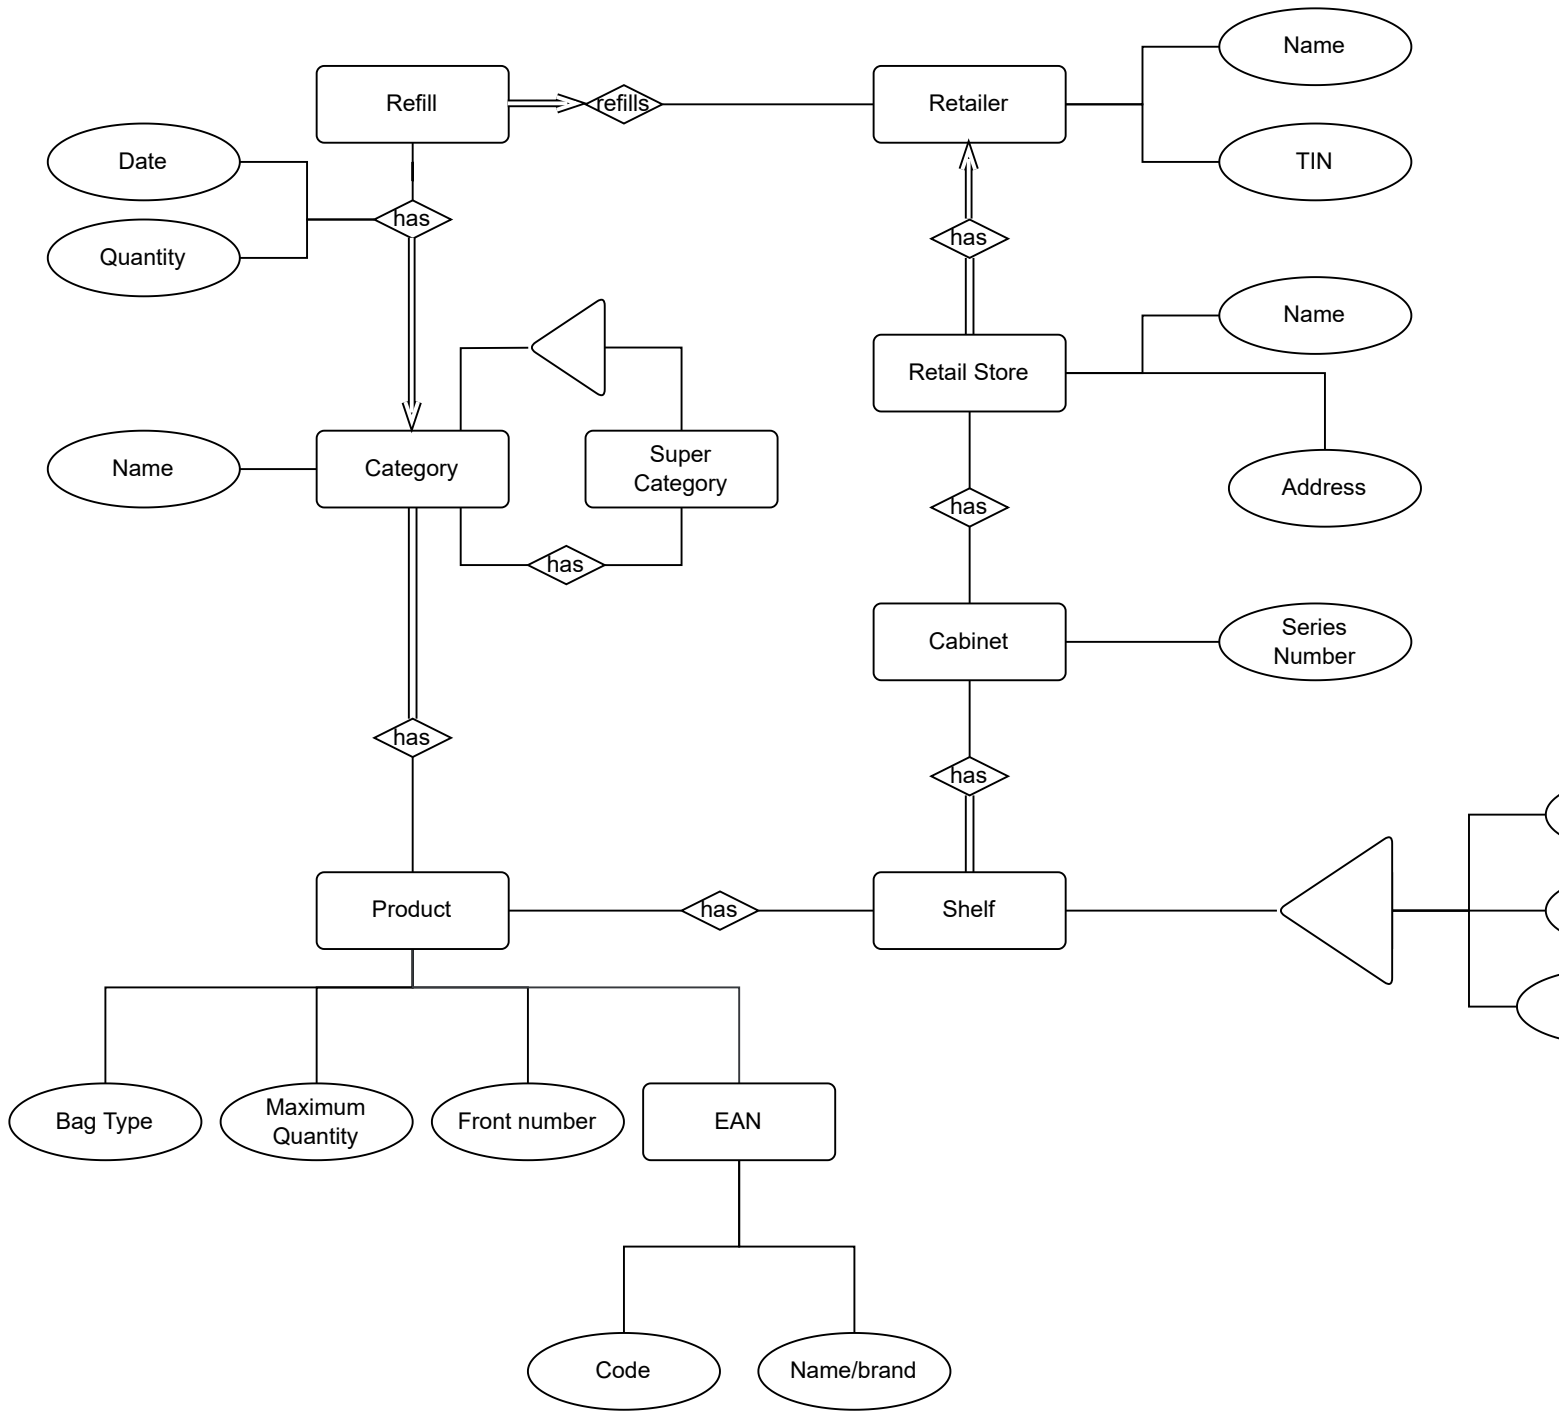 Name
Refill
refills
Retailer
Date
TIN
has
has
Quantity
Name
Retail Store
Name
Category
Super
Category
Address
has
has
Cabinet
Series
Number
has
has
Product
has
Shelf
Bag Type
Maximum
Quantity
Front number
EAN
Code
Name/brand